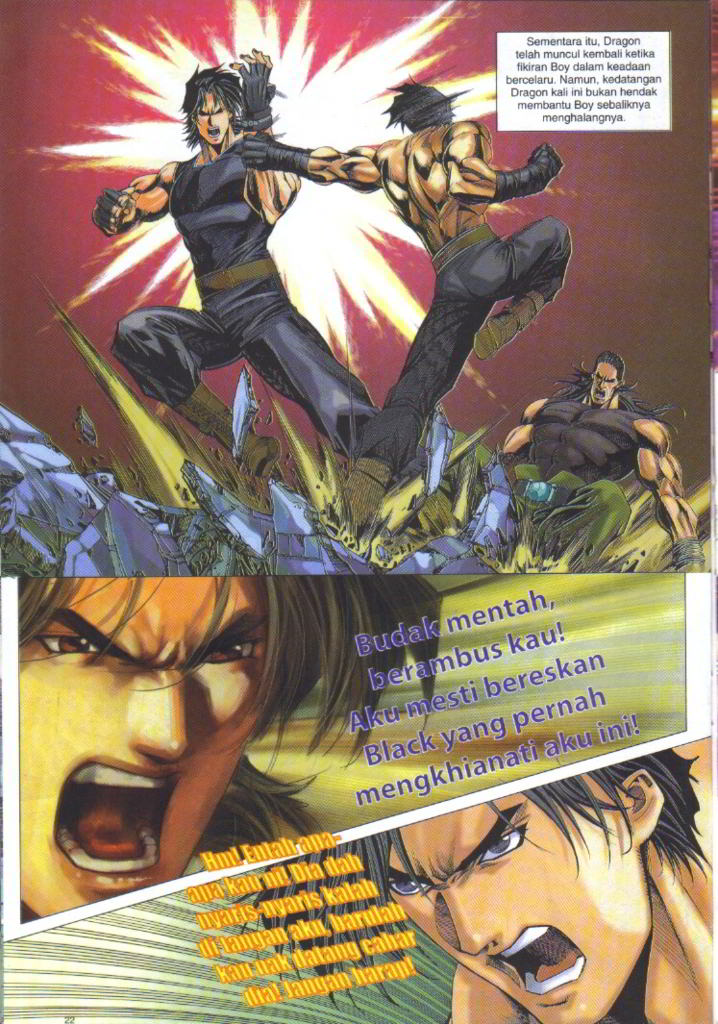 Sementara itu, Dragon
telah muncul kembali ketika
fikiran Boy dalam keadaan
bercelaru. Namun, kedatangan
Dragon kali ini bukan hendak
membantu Boy sebaliknya
menghalangnya.
Budak mentah,
berambus kau!
Aku mesti bereskan
Black yang pernah
mengkhianati aku ini!
Hm! Entah apa-
apa kau ni! Dia dah
nyaris-nyaris kalah
di tangan aku, barulah
kau nak datang cabar
dia! Jangan harap!
22